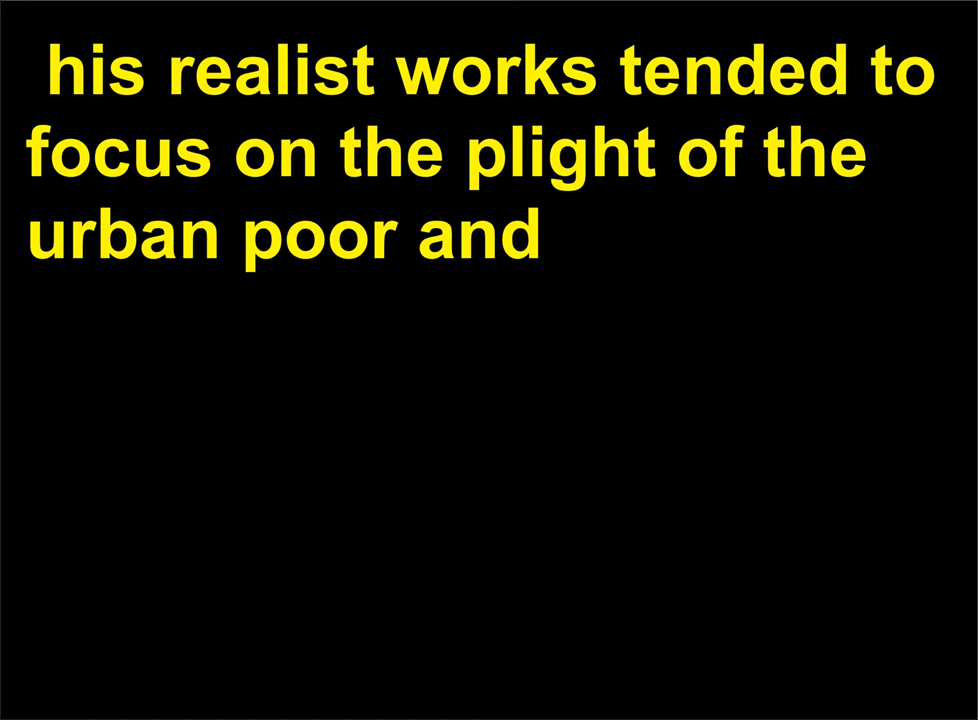 his realist works tended to
focus on the plight of the
urban poor and